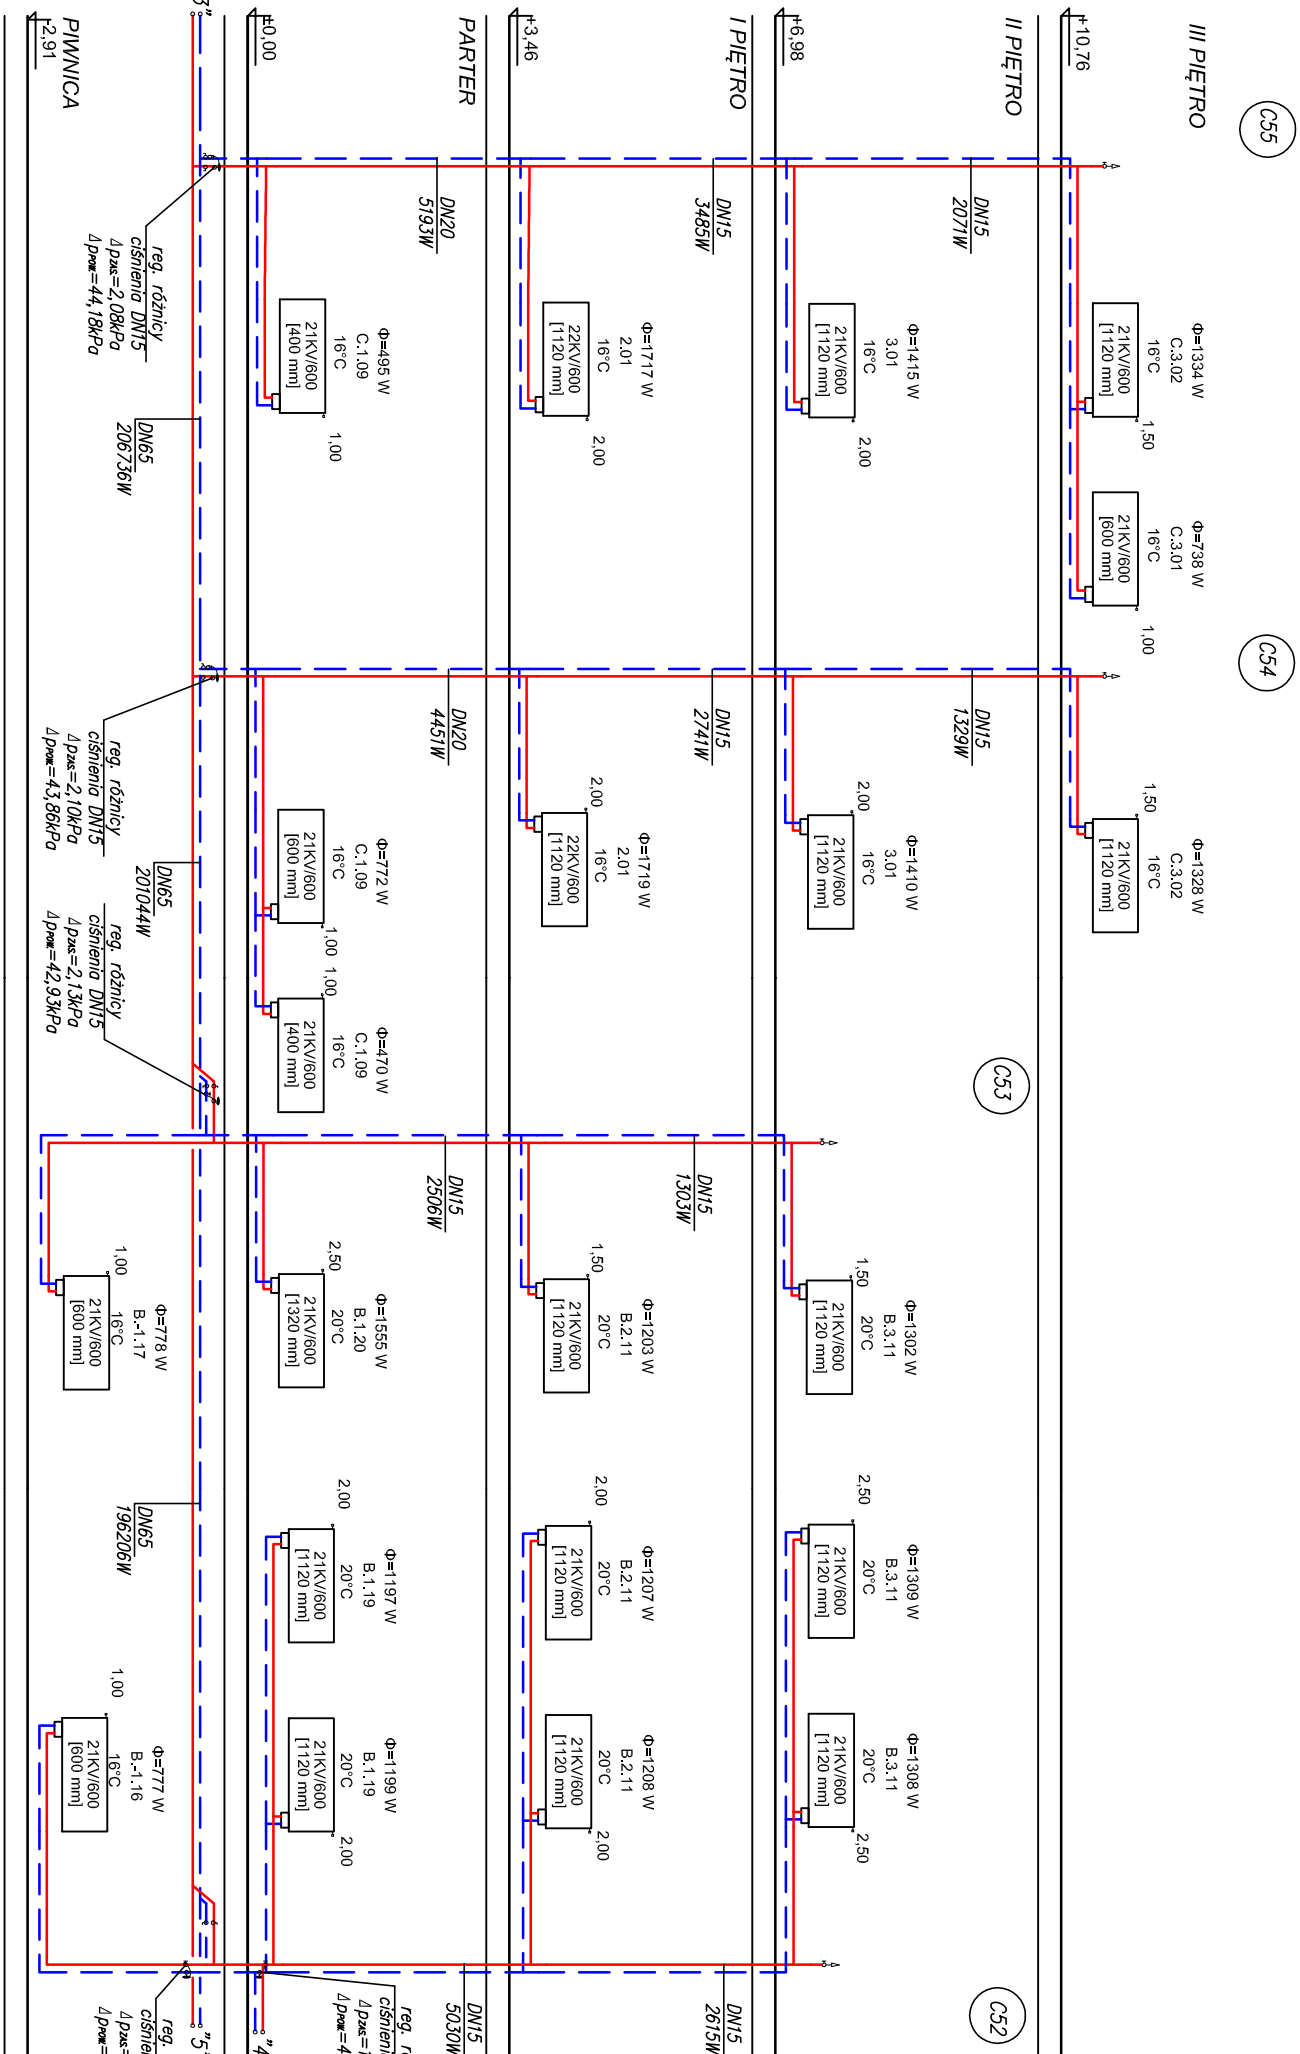 C55
C54
C53
C52
III PIĘTRO
+10,76
Φ=1334 W
C.3.02
16°C
21KV/600
[1120 mm]
1,50
Φ=738 W
C.3.01
16°C
21KV/600
[600 mm]
1,00
1,50
Φ=1328 W
C.3.02
16°C
21KV/600
[1120 mm]
II PIĘTRO
+6,98
DN15
2071W
Φ=1415 W
3.01
16°C
21KV/600
[1120 mm]
2,00
DN15
1329W
2,00
Φ=1410 W
3.01
16°C
21KV/600
[1120 mm]
1,50
Φ=1302 W
B.3.11
20°C
21KV/600
[1120 mm]
2,50
Φ=1309 W
B.3.11
20°C
21KV/600
[1120 mm]
Φ=1308 W
B.3.11
20°C
21KV/600
[1120 mm]
2,50
I PIĘTRO
+3,46
DN15
3485W
Φ=1717 W
2.01
16°C
22KV/600
[1120 mm]
2,00
DN15
2741W
2,00
Φ=1719 W
2.01
16°C
22KV/600
[1120 mm]
DN15
1303W
1,50
Φ=1203 W
B.2.11
20°C
21KV/600
[1120 mm]
2,00
Φ=1207 W
B.2.11
20°C
21KV/600
[1120 mm]
Φ=1208 W
B.2.11
20°C
21KV/600
[1120 mm]
2,00
DN15
2615W
PARTER
±0,00
DN20
5193W
Φ=495 W
C.1.09
16°C
21KV/600
[400 mm]
1,00
DN20
4451W
Φ=772 W
C.1.09
16°C
21KV/600
[600 mm]
1,00
1,00
Φ=470 W
C.1.09
16°C
21KV/600
[400 mm]
DN15
2506W
2,50
Φ=1555 W
B.1.20
20°C
21KV/600
[1320 mm]
2,00
Φ=1197 W
B.1.19
20°C
21KV/600
[1120 mm]
Φ=1199 W
B.1.19
20°C
21KV/600
[1120 mm]
2,00
DN15
5030W
ciśnien
"4
PIWNICA
-2,91
3"
reg. różnicy
ciśnienia DN15
Δpzas=2,08kPa
Δppow=44,18kPa
DN65
206736W
reg. różnicy
ciśnienia DN15
Δpzas=2,10kPa
Δppow=43,86kPa
DN65
201044W
reg. różnicy
ciśnienia DN15
Δpzas=2,13kPa
Δppow=42,93kPa
1,00
Φ=778 W
B.-1.17
16°C
21KV/600
[600 mm]
DN65
196206W
1,00
Φ=777 W
B.-1.16
16°C
21KV/600
[600 mm]
"5"
reg.
ciśnien
Δpzas=
Δppow=